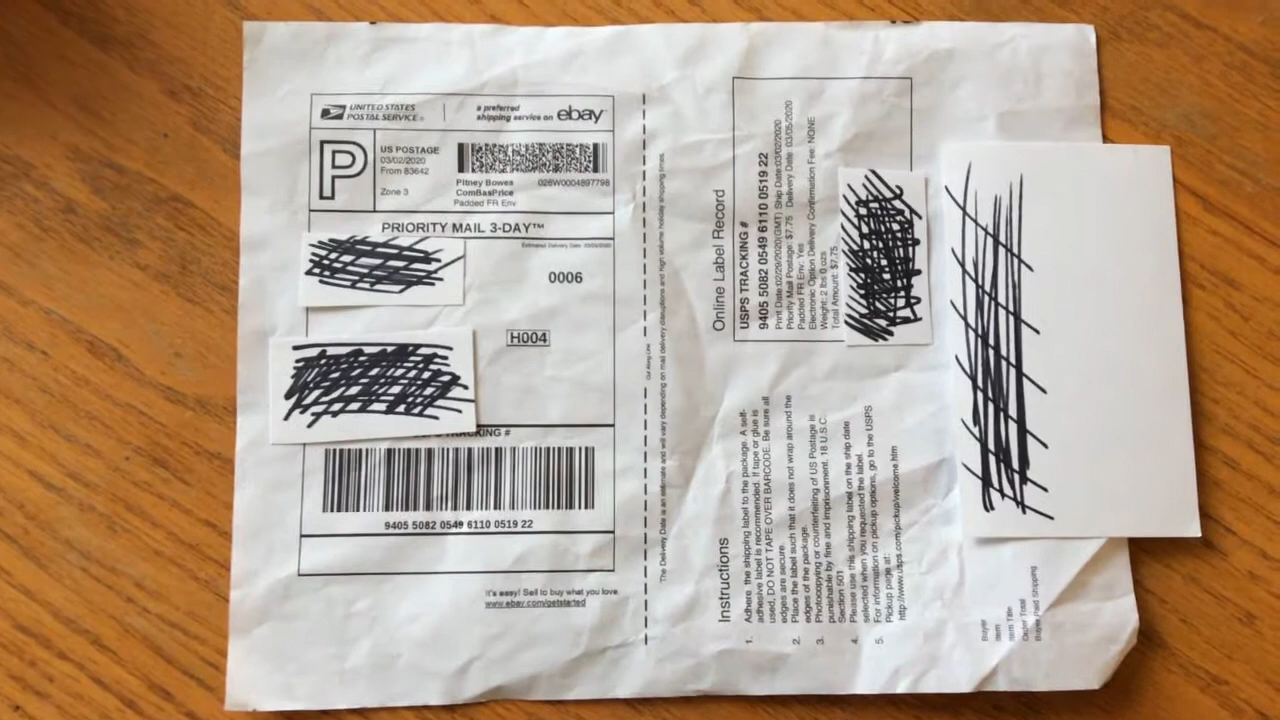 UNITED STATES
POSTAL SERVICE®
a preferred
shipping service on ebay
P
US POSTAGE
03/02/2020
From 83642
Zone 3
Pitney Bowes
ComBasPrice
Padded FR Env
026W0004897798
PRIORITY MAIL 3-DAY™
Estimated Delivery Date: 03/05/2020
0006
H004
TRACKING #
9405 5082 0549 6110 0519 22
It's easy! Sell to buy what you love.
www.ebay.com/getstarted
Cut Along Line
The Delivery Date is an estimate and will vary depending on mail delivery disruptions and high volume holiday shipping times.
Online Label Record
USPS TRACKING #
9405 5082 0549 6110 0519 22
Print Date:02/29/2020(GMT) Ship Date:03/02/2020
Priority Mail Postage: $7.75 Delivery Date: 03/05/2020
Padded FR Env: Yes
Electronic Option Delivery Confirmation Fee: NONE
Weight: 2 lbs 0 ozs
Total Amount: $7.75
Instructions
1. Adhere the shipping label to the package. A self-
adhesive label is recommended. If tape or glue is
used, DO NOT TAPE OVER BARCODE. Be sure all
edges are secure.
2. Place the label such that it does not wrap around the
edges of the package.
3. Photocopying or counterfeiting of US Postage is
punishable by fine and imprisonment. 18 U.S.C.
Section 501
4. Please use this shipping label on the ship date
selected when you requested the label.
5. For information on pickup options, go to the USPS
Pickup page at:
http://www.usps.com/pickup/welcome.htm
Buyer
Item
Item Title
Order Total
Buyer Paid Shipping